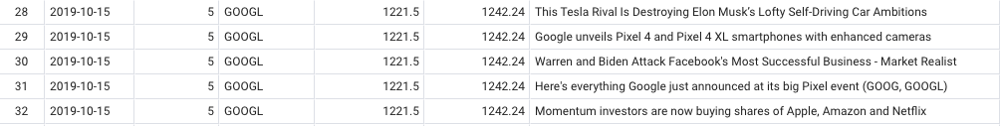 28 2019-10-15 5 GOOGL 1221.5 1242.24 This Tesla Rival Is Destroying Elon Musk's Lofty Self-Driving Car Ambitions
29 2019-10-15 5 GOOGL 1221.5 1242.24 Google unveils Pixel 4 and Pixel 4 XL smartphones with enhanced cameras
30 2019-10-15 5 GOOGL 1221.5 1242.24 Warren and Biden Attack Facebook's Most Successful Business - Market Realist
31 2019-10-15 5 GOOGL 1221.5 1242.24 Here's everything Google just announced at its big Pixel event (GOOG, GOOGL)
32 2019-10-15 5 GOOGL 1221.5 1242.24 Momentum investors are now buying shares of Apple, Amazon and Netflix